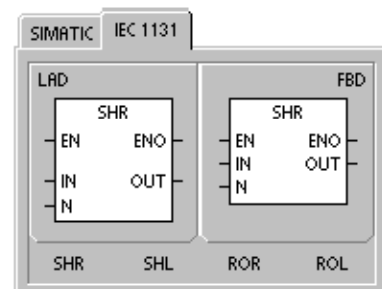 SIMATIC IEC 1131
LAD FBD
SHR SHR
EN ENO EN ENO
IN OUT IN OUT
N N
SHR SHL ROR ROL